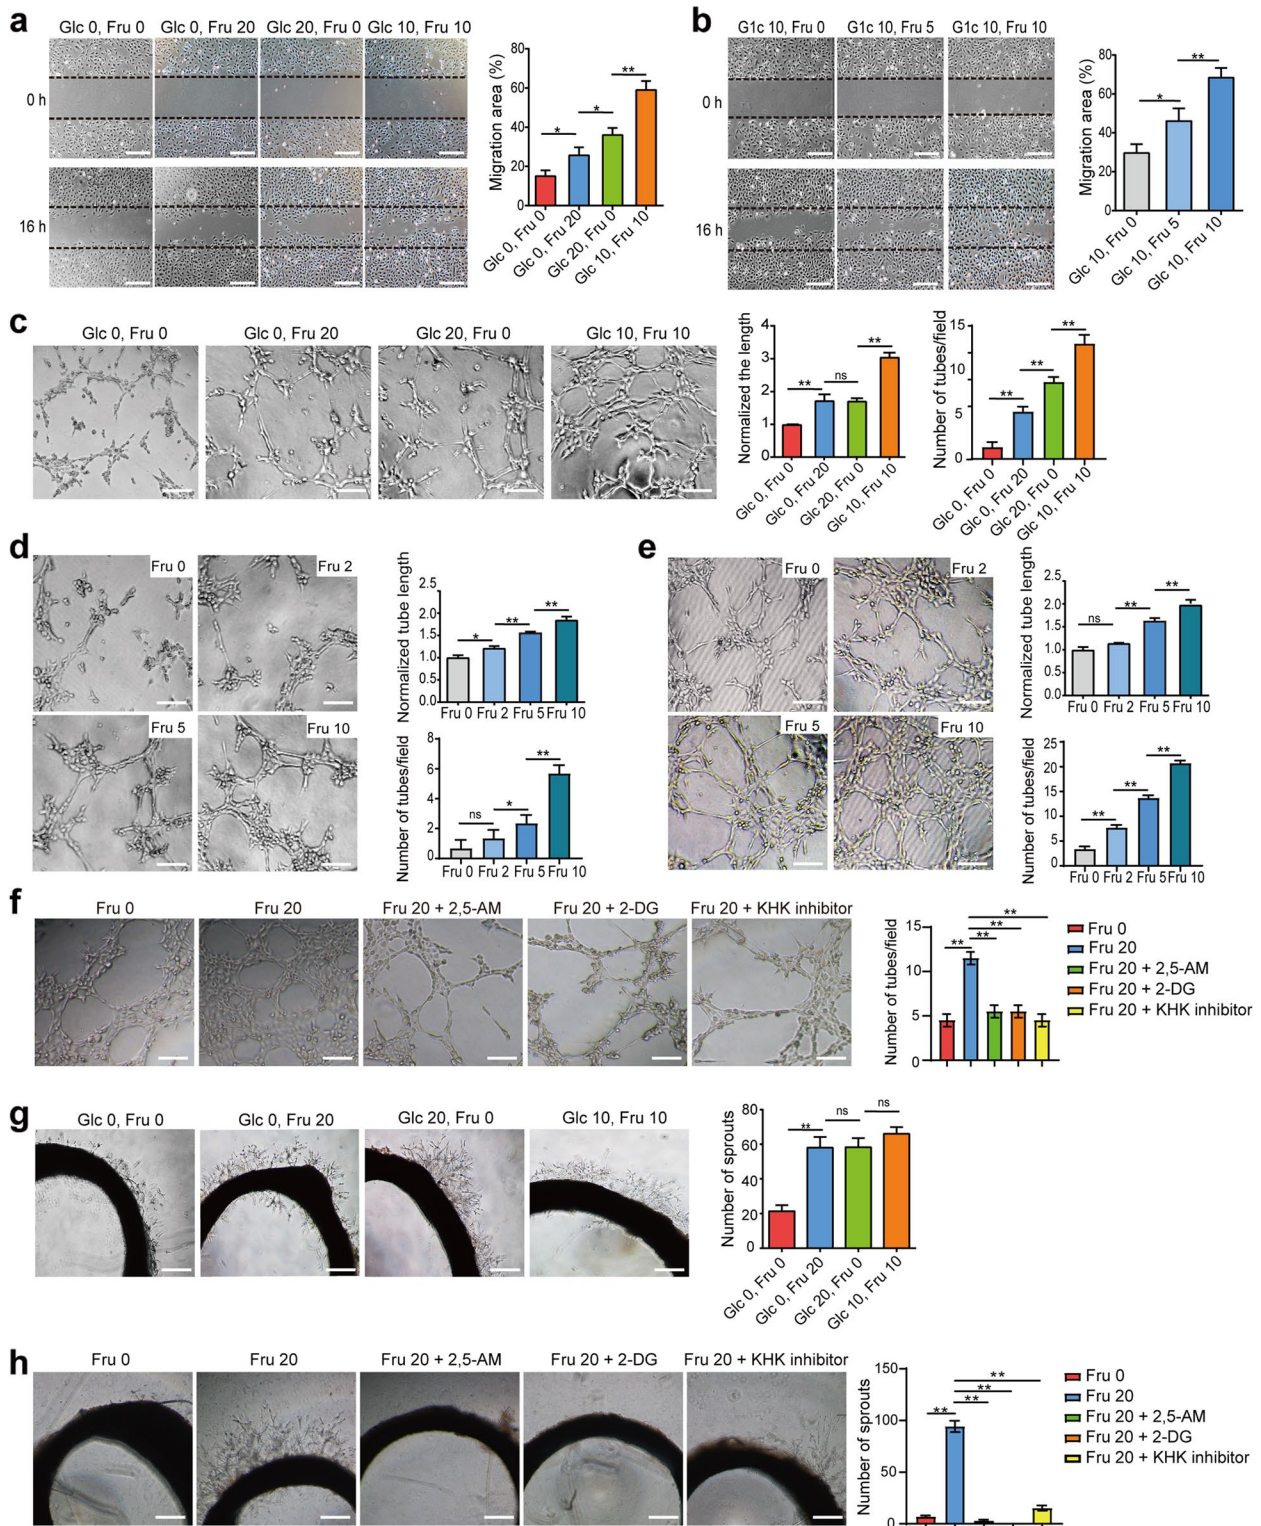 a
Glc 0, Fru 0 Glc 0, Fru 20 Glc 20, Fru 0 Glc 10, Fru 10
0 h
16 h
Migration area (%)
80
60
40
20
0
* * **
Glc 0, Fru 0
Glc 0, Fru 20
Glc 20, Fru 0
Glc 10, Fru 10
b
G1c 10, Fru 0 G1c 10, Fru 5 G1c 10, Fru 10
0 h
16 h
Migration area (%)
80
60
40
20
0
* **
Glc 10, Fru 0
Glc 10, Fru 5
Glc 10, Fru 10
c
Glc 0, Fru 0 Glc 0, Fru 20 Glc 20, Fru 0 Glc 10, Fru 10
Normalized the length
4
3
2
1
0
** ns **
Glc 0, Fru 0
Glc 0, Fru 20
Glc 20, Fru 0
Glc 10, Fru 10
Number of tubes/field
15
10
5
0
** ** **
Glc 0, Fru 0
Glc 0, Fru 20
Glc 20, Fru 0
Glc 10, Fru 10
d
Fru 0 Fru 2
Fru 5 Fru 10
Normalized tube length
2.5
2.0
1.5
1.0
0.5
0.0
* ** **
Fru 0 Fru 2 Fru 5 Fru 10
Number of tubes/field
8
6
4
2
0
ns * **
Fru 0 Fru 2 Fru 5 Fru 10
e
Fru 0 Fru 2
Fru 5 Fru 10
Normalized tube length
2.5
2.0
1.5
1.0
0.5
0.0
ns ** **
Fru 0 Fru 2 Fru 5 Fru 10
Number of tubes/field
25
20
15
10
5
0
** ** **
Fru 0 Fru 2 Fru 5 Fru 10
f
Fru 0 Fru 20 Fru 20 + 2,5-AM Fru 20 + 2-DG Fru 20 + KHK inhibitor
Number of tubes/field
15
10
5
0
** ** ** **
Fru 0
Fru 20
Fru 20 + 2,5-AM
Fru 20 + 2-DG
Fru 20 + KHK inhibitor
g
Glc 0, Fru 0 Glc 0, Fru 20 Glc 20, Fru 0 Glc 10, Fru 10
Number of sprouts
80
60
40
20
0
** ns ns
Glc 0, Fru 0
Glc 0, Fru 20
Glc 20, Fru 0
Glc 10, Fru 10
h
Fru 0 Fru 20 Fru 20 + 2,5-AM Fru 20 + 2-DG Fru 20 + KHK inhibitor
Number of sprouts
150
100
50
0
** ** ** **
Fru 0
Fru 20
Fru 20 + 2,5-AM
Fru 20 + 2-DG
Fru 20 + KHK inhibitor